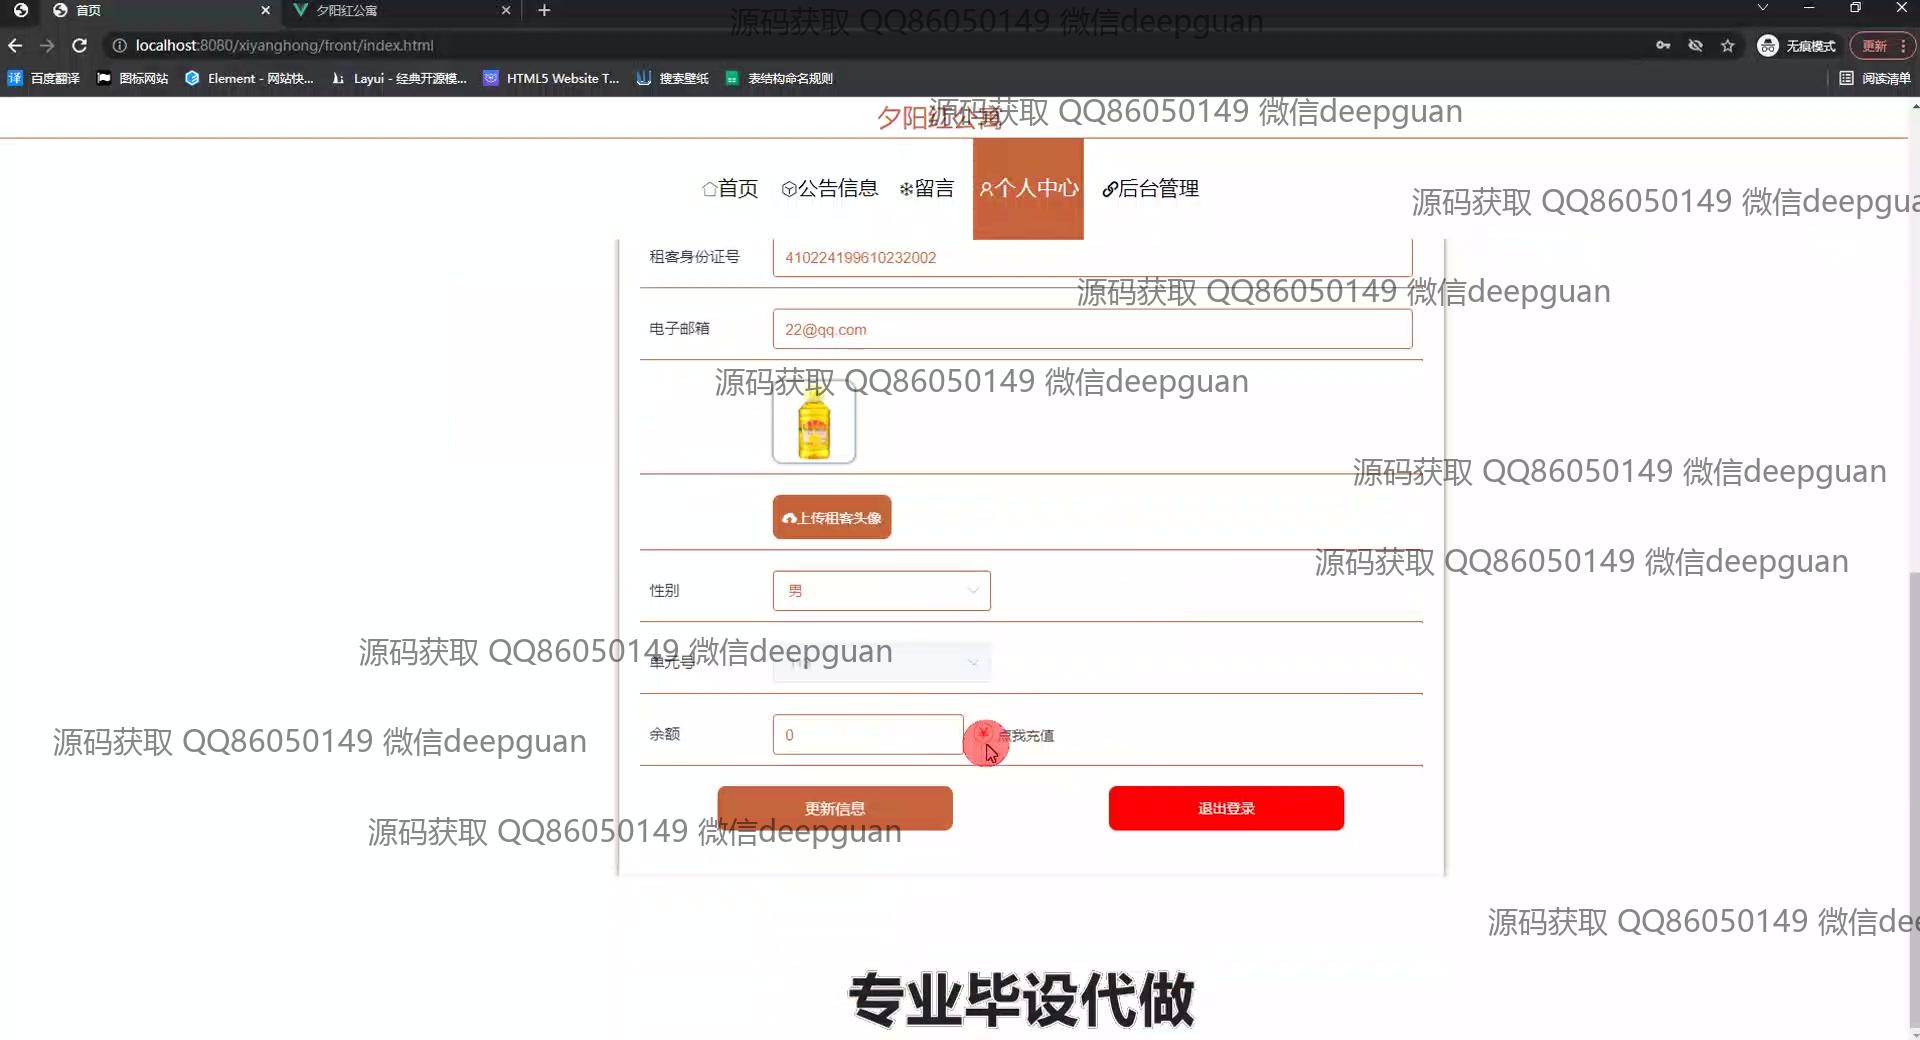 首页
夕阳红公寓
源码获取 QQ86050149 微信deepguan
localhost:8080/xiyanghong/front/index.html
无痕模式
更新
百度翻译
图标网站
Element - 网站快...
Layui - 经典开源模...
HTML5 Website T...
搜索壁纸
表结构命名规则
阅读清单
夕阳红公寓
源码获取 QQ86050149 微信deepguan
首页
公告信息
留言
个人中心
后台管理
源码获取 QQ86050149 微信deepgua
租客身份证号
410224199610232002
源码获取 QQ86050149 微信deepguan
电子邮箱
22@qq.com
源码获取 QQ86050149 微信deepguan
源码获取 QQ86050149 微信deepguan
上传租客头像
源码获取 QQ86050149 微信deepguan
性别
男
源码获取 QQ86050149 微信deepguan
单元号
源码获取 QQ86050149 微信deepguan
余额
0
点我充值
更新信息
退出登录
源码获取 QQ86050149 微信deepguan
源码获取 QQ86050149 微信dee
专业毕设代做